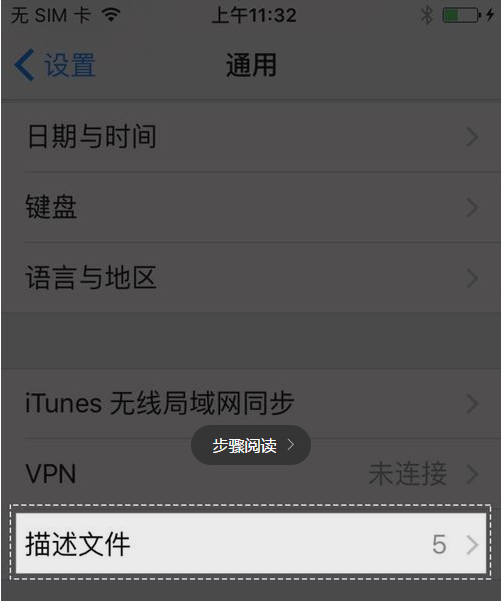 无 SIM 卡 上午11:32
设置 通用
日期与时间
键盘
语言与地区
iTunes 无线局域网同步
步骤阅读
VPN 未连接
描述文件 5